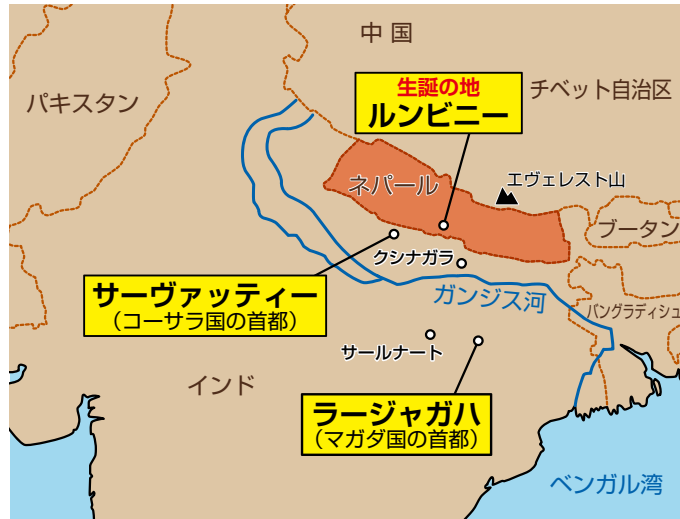 中国
パキスタン
チベット自治区
生誕の地
ルンビニー
ネパール
エヴェレスト山
ブータン
クシナガラ
サーヴァッティー
（コーサラ国の首都）
ガンジス河
バングラディシュ
サールナート
インド
ラージャガハ
（マガダ国の首都）
ベンガル湾